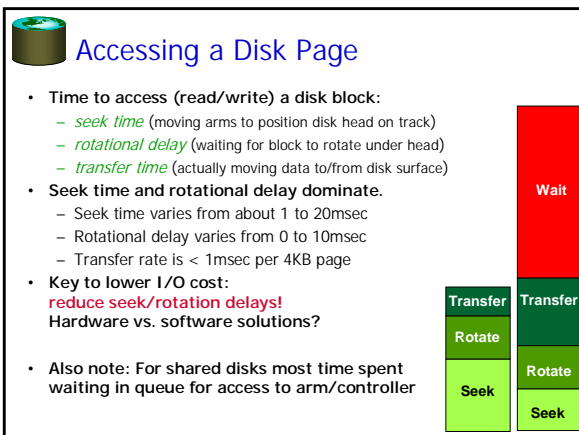 Accessing a Disk Page
• Time to access (read/write) a disk block:
– seek time (moving arms to position disk head on track)
– rotational delay (waiting for block to rotate under head)
– transfer time (actually moving data to/from disk surface)
• Seek time and rotational delay dominate.
– Seek time varies from about 1 to 20msec
– Rotational delay varies from 0 to 10msec
– Transfer rate is < 1msec per 4KB page
• Key to lower I/O cost:
reduce seek/rotation delays!
Hardware vs. software solutions?
• Also note: For shared disks most time spent
waiting in queue for access to arm/controller
Transfer
Rotate
Seek
Wait
Transfer
Rotate
Seek